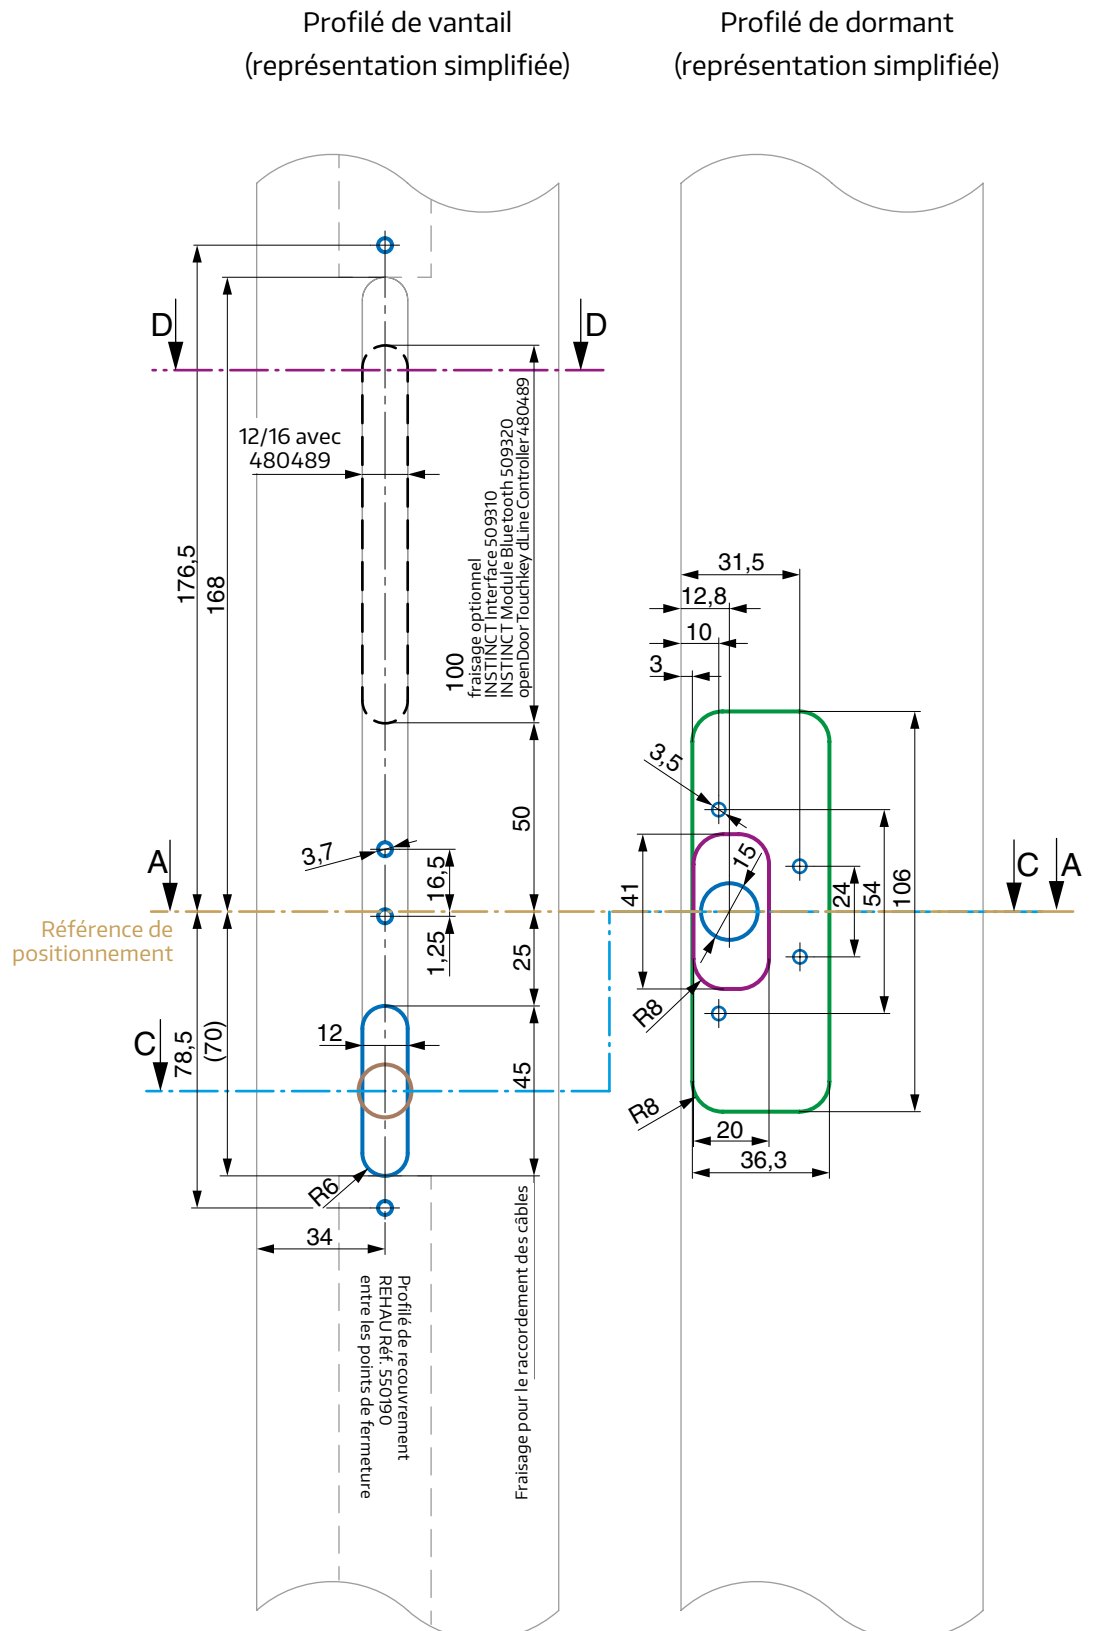 Profilé de vantail
(représentation simplifiée)
Profilé de dormant
(représentation simplifiée)
D
D
12/16 avec
480489
176,5
168
100
fraisage optionnel
INSTINCT Interface 509310
INSTINCT Module Bluetooth 509320
openDoor Touchkey dLine Controller 480489
31,5
12,8
10
3
3,5
50
3,7
16,5
15
A
C
A
41
24
54
106
Référence de
positionnement
1,25
25
R8
C
78,5
(70)
12
45
R8
20
36,3
R6
34
Profilé de recouvrement
REHAU Réf. 550190
entre les points de fermeture
Fraisage pour le raccordement des câbles